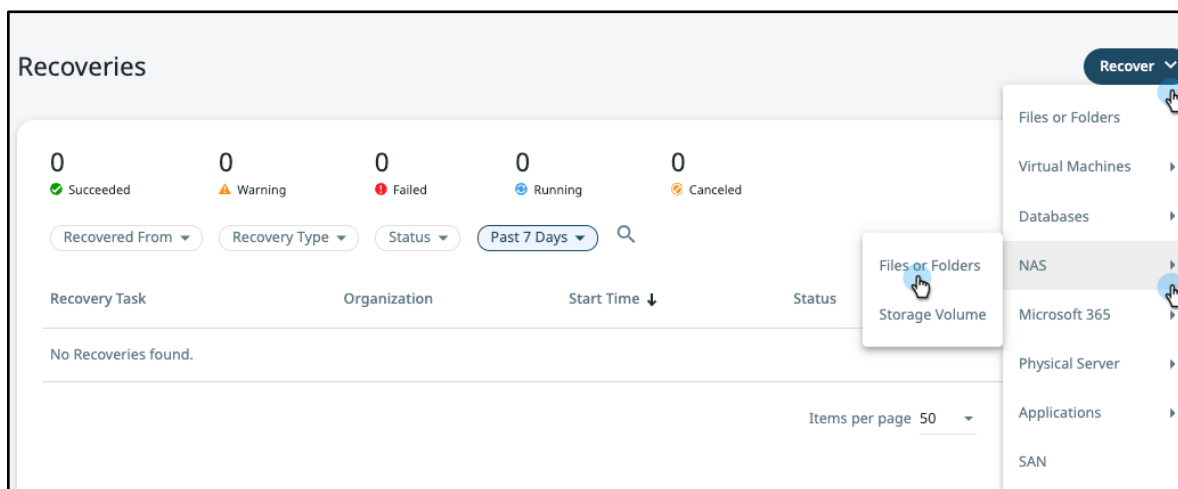 Recoveries
Recover
0 0 0 0 0
Succeeded Warning Failed Running Canceled
Recovered From Recovery Type Status Past 7 Days
Recovery Task Organization Start Time Status
No Recoveries found.
Items per page 50
Files or Folders
Virtual Machines
Databases
NAS
Microsoft 365
Physical Server
Applications
SAN
Files or Folders
Storage Volume